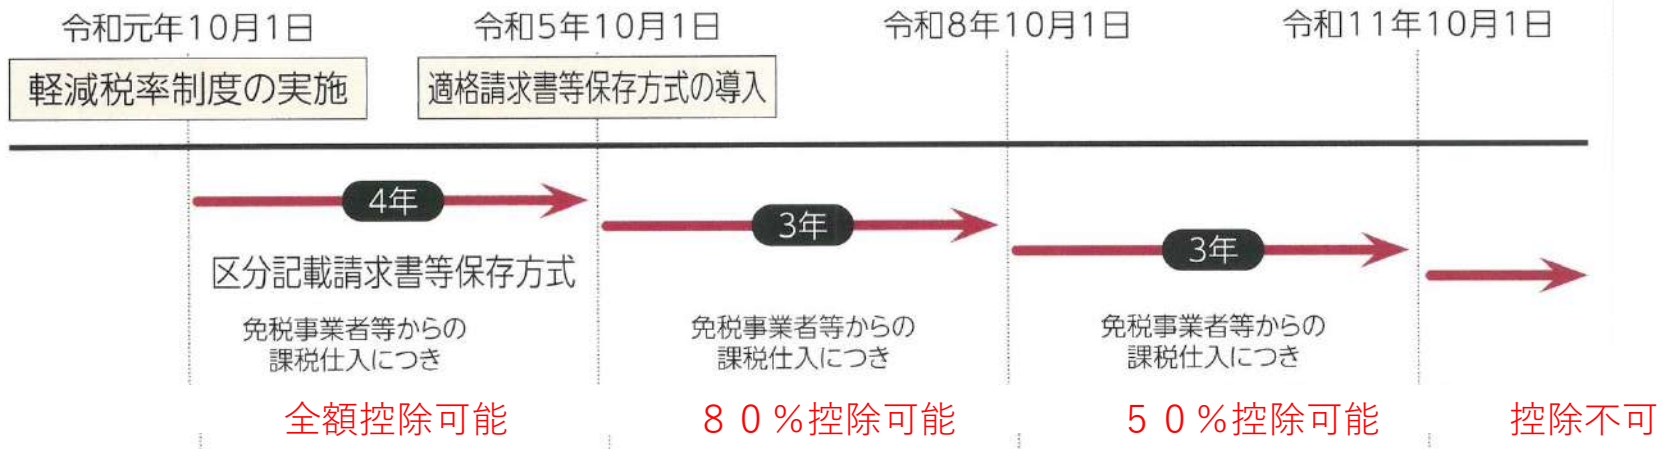 令和元年10月1日
令和5年10月1日
令和8年10月1日
令和11年10月1日
軽減税率制度の実施
適格請求書等保存方式の導入
4年
3年
3年
区分記載請求書等保存方式
免税事業者等からの
課税仕入につき
免税事業者等からの
課税仕入につき
免税事業者等からの
課税仕入につき
全額控除可能
８０%控除可能
５０%控除可能
控除不可